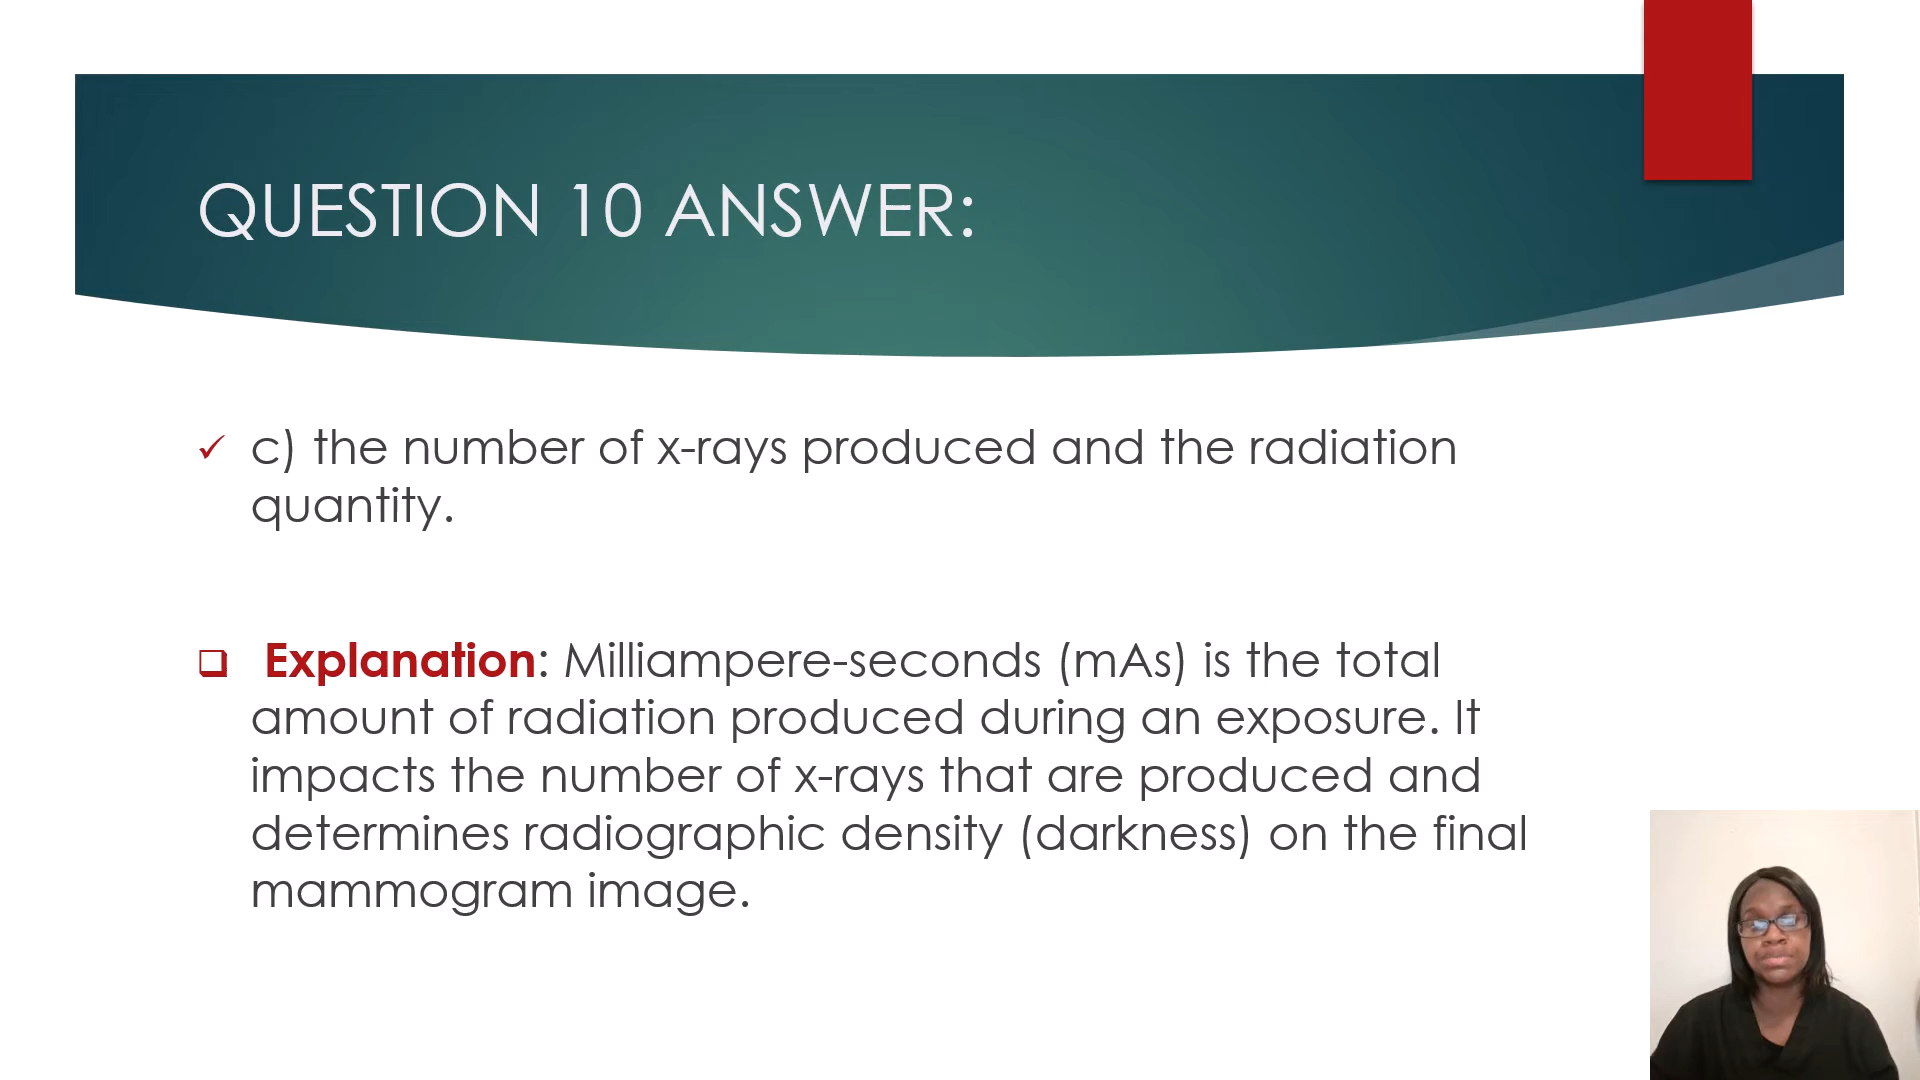 QUESTION 10 ANSWER:
c) the number of x-rays produced and the radiation
quantity.
Explanation: Milliampere-seconds (mAs) is the total
amount of radiation produced during an exposure. It
impacts the number of x-rays that are produced and
determines radiographic density (darkness) on the final
mammogram image.